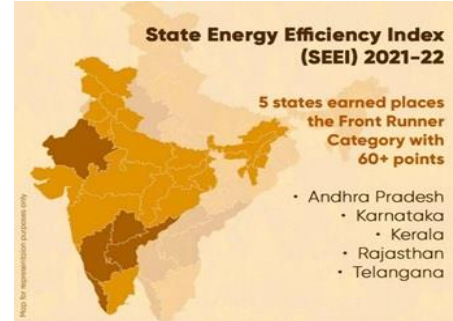 State Energy Efficiency Index
(SEEI) 2021-22
5 states earned places
the Front Runner
Category with
60+ points
• Andhra Pradesh
• Karnataka
• Kerala
• Rajasthan
• Telangana
Map for representation purposes only